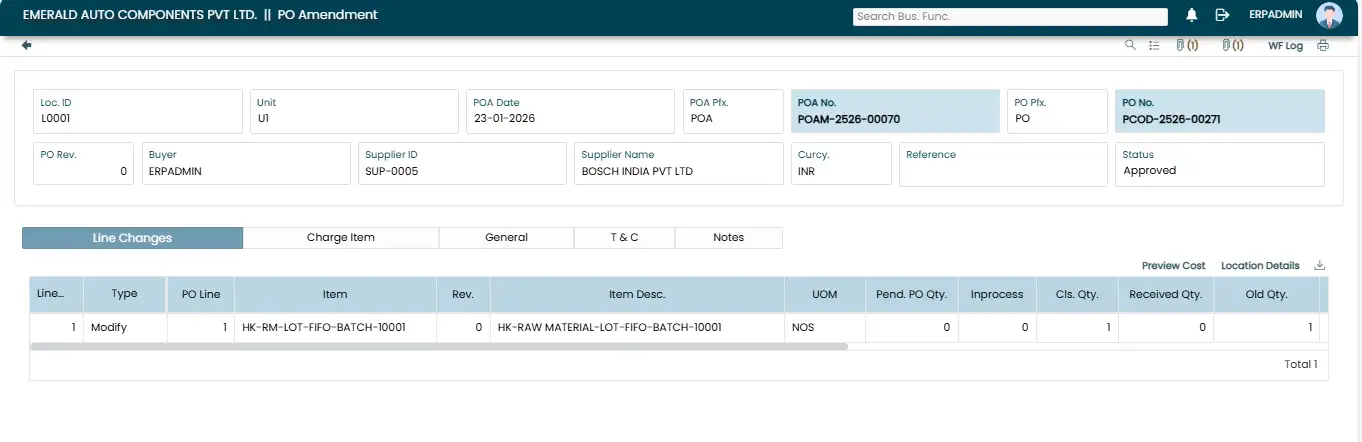 EMERALD AUTO COMPONENTS PVT LTD. || PO Amendment Search Bus. Func. ERPADMIN
(1) (1) WF Log
Loc. ID Unit POA Date POA Pfx. POA No. PO Pfx. PO No.
L0001 U1 23-01-2026 POA POAM-2526-00070 PO PCOD-2526-00271
PO Rev. Buyer Supplier ID Supplier Name Curcy. Reference Status
0 ERPADMIN SUP-0005 BOSCH INDIA PVT LTD INR Approved
Line Changes Charge Item General T & C Notes
Preview Cost Location Details
Line... Type PO Line Item Rev. Item Desc. UOM Pend. PO Qty. Inprocess Cls. Qty. Received Qty. Old Qty.
1 Modify 1 HK-RM-LOT-FIFO-BATCH-10001 0 HK-RAW MATERIAL-LOT-FIFO-BATCH-10001 NOS 0 0 1 0 1
Total 1